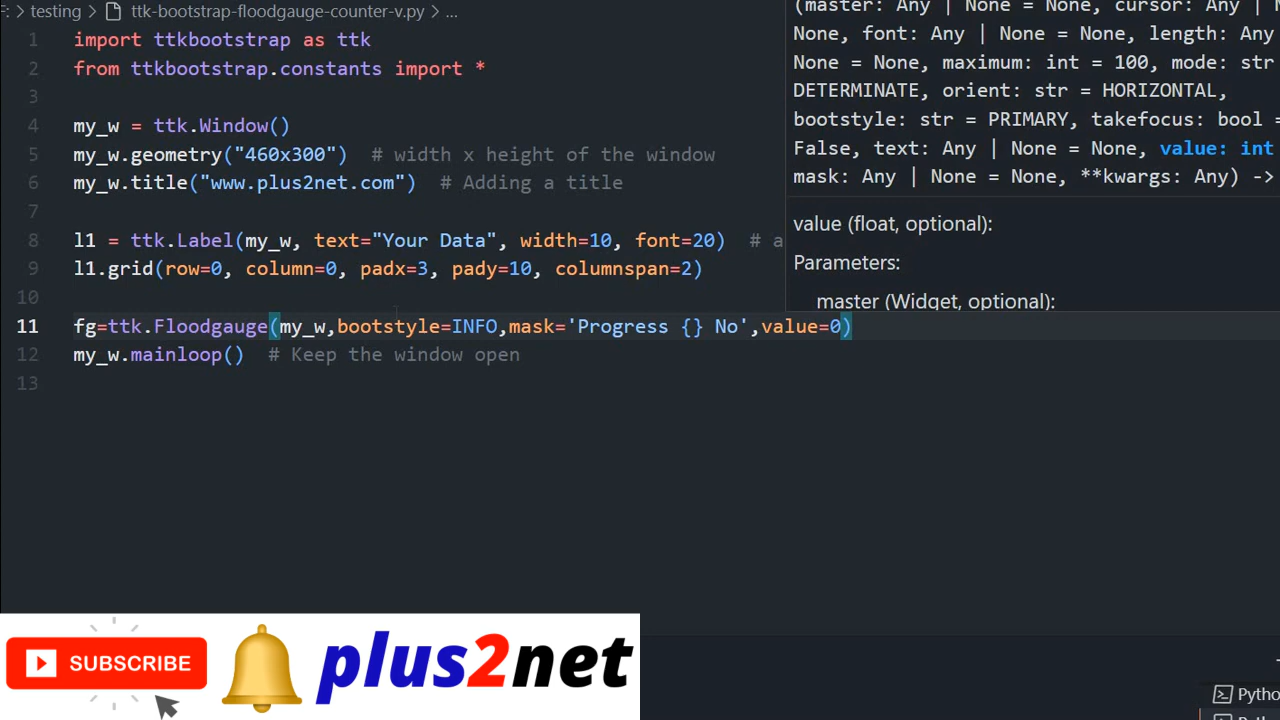 F: > testing > ttk-bootstrap-floodgauge-counter-v.py > ...
1 import ttkbootstrap as ttk
2 from ttkbootstrap.constants import *
3
4 my_w = ttk.Window()
5 my_w.geometry("460x300") # width x height of the window
6 my_w.title("www.plus2net.com") # Adding a title
7
8 l1 = ttk.Label(my_w, text="Your Data", width=10, font=20) # a
9 l1.grid(row=0, column=0, padx=3, pady=10, columnspan=2)
10
11 fg=ttk.Floodgauge(my_w,bootstyle=INFO,mask='Progress {} No',value=0)
12 my_w.mainloop() # Keep the window open
13
(master: Any | None = None, cursor: Any | N
None, font: Any | None = None, length: Any
None = None, maximum: int = 100, mode: str
DETERMINATE, orient: str = HORIZONTAL,
bootstyle: str = PRIMARY, takefocus: bool =
False, text: Any | None = None, value: int
mask: Any | None = None, **kwargs: Any) ->
value (float, optional):
Parameters:
master (Widget, optional):
SUBSCRIBE
plus2net
Pytho